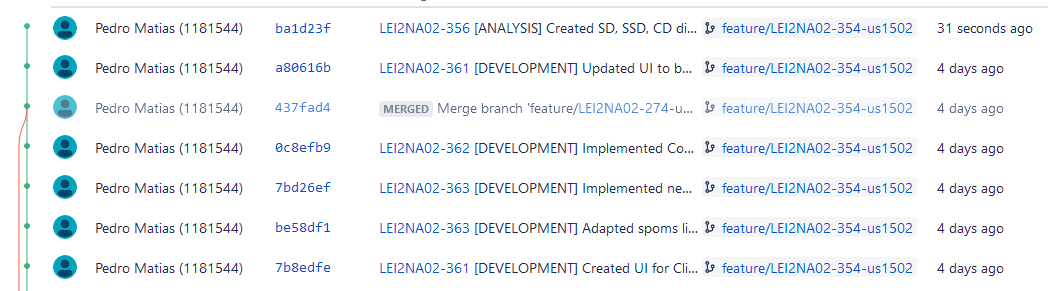 Pedro Matias (1181544) ba1d23f LEI2NA02-356 [ANALYSIS] Created SD, SSD, CD di... feature/LEI2NA02-354-us1502 31 seconds ago
Pedro Matias (1181544) a80616b LEI2NA02-361 [DEVELOPMENT] Updated UI to b... feature/LEI2NA02-354-us1502 4 days ago
Pedro Matias (1181544) 437fad4 MERGED Merge branch 'feature/LEI2NA02-274-u... feature/LEI2NA02-354-us1502 4 days ago
Pedro Matias (1181544) 0c8efb9 LEI2NA02-362 [DEVELOPMENT] Implemented Co... feature/LEI2NA02-354-us1502 4 days ago
Pedro Matias (1181544) 7bd26ef LEI2NA02-363 [DEVELOPMENT] Implemented ne... feature/LEI2NA02-354-us1502 4 days ago
Pedro Matias (1181544) be58df1 LEI2NA02-363 [DEVELOPMENT] Adapted spoms li... feature/LEI2NA02-354-us1502 4 days ago
Pedro Matias (1181544) 7b8edfe LEI2NA02-361 [DEVELOPMENT] Created UI for Cli... feature/LEI2NA02-354-us1502 4 days ago